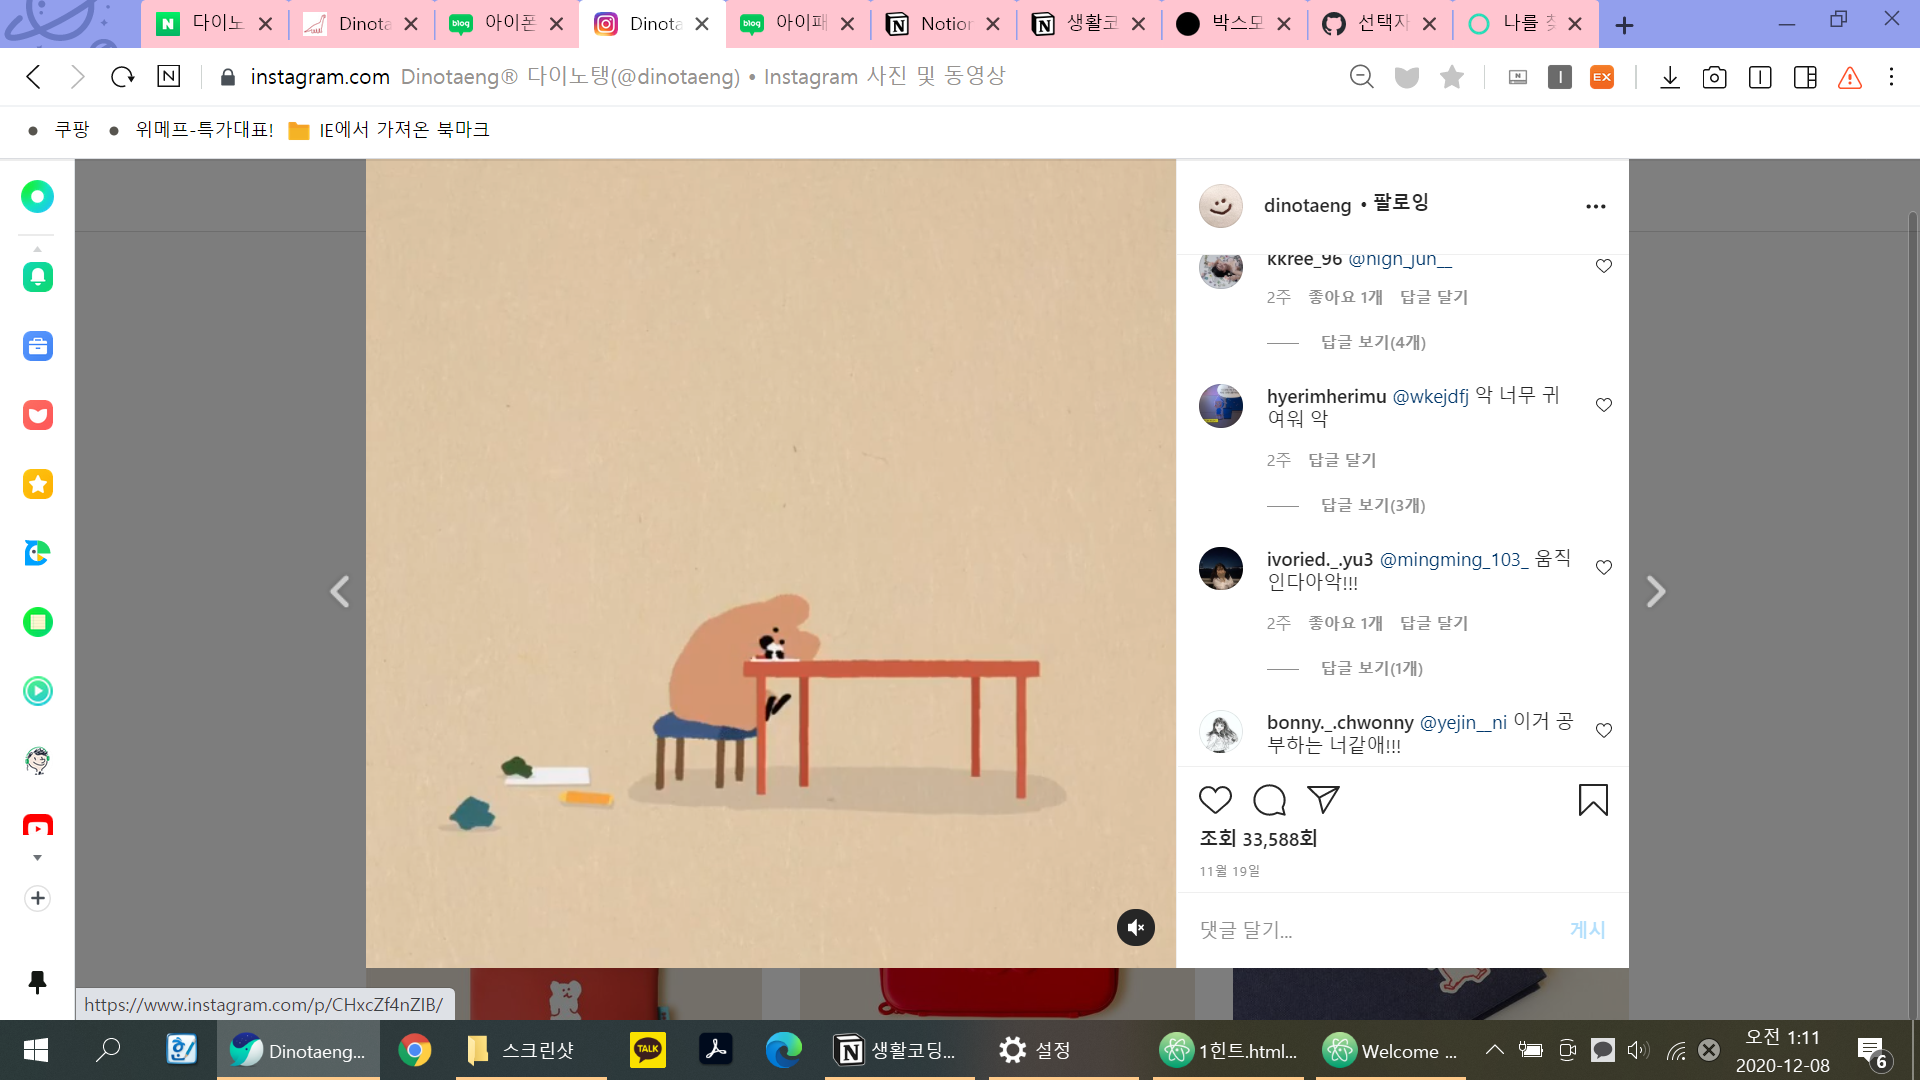 다이노
Dinota
아이폰
Dinota
아이패
Notion
생활코
박스모
선택자
나를 찾
instagram.com Dinotaeng® 다이노탱(@dinotaeng) • Instagram 사진 및 동영상
쿠팡
위메프-특가대표!
IE에서 가져온 북마크
dinotaeng • 팔로잉
kkree_96 @high_jun__
2주 좋아요 1개 답글 달기
답글 보기(4개)
hyerimherimu @wkejdfj 악 너무 귀
여워 악
2주 답글 달기
답글 보기(3개)
ivoried._.yu3 @mingming_103_ 움직
인다아악!!!
2주 좋아요 1개 답글 달기
답글 보기(1개)
bonny._.chwonny @yejin__ni 이거 공
부하는 너같애!!!
조회 33,588회
11월 19일
댓글 달기...
게시
https://www.instagram.com/p/CHxcZf4nZIB/
Dinotaeng...
스크린샷
TALK
생활코딩...
설정
1힌트.html...
Welcome ...
오전 1:11
2020-12-08
6